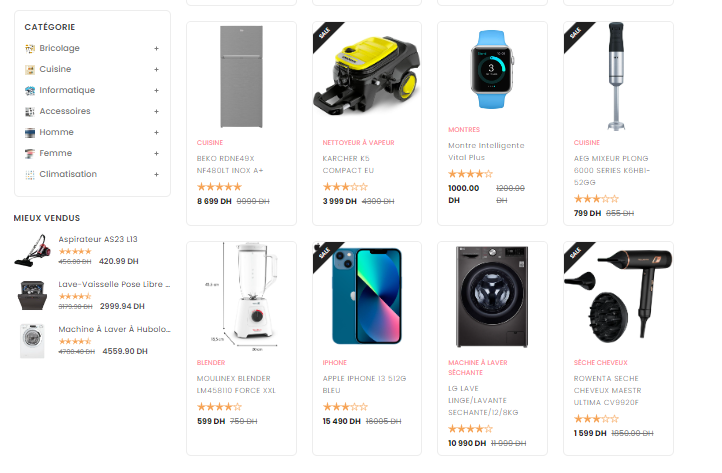 CATÉGORIE
Bricolage +
Cuisine +
Informatique +
Accessoires +
Homme +
Femme +
Climatisation +
MIEUX VENDUS
Aspirateur AS23 L13
456.00 DH 420.99 DH
Lave-Vaisselle Pose Libre ...
3179.90 DH 2999.94 DH
Machine À Laver À Hubolo...
4700.40 DH 4559.90 DH
CUISINE
BEKO RDNE49X
NF480LT INOX A+
8 699 DH 9999 DH
SALE
NETTOYEUR À VAPEUR
KARCHER K5
COMPACT EU
3 999 DH 4300 DH
MONTRES
Montre Intelligente
Vital Plus
1000.00 DH 1200.00 DH
SALE
CUISINE
AEG MIXEUR PLONG
6000 SERIES K6HB1-
52GG
799 DH 855 DH
BLENDER
MOULINEX BLENDER
LM458110 FORCE XXL
599 DH 750 DH
SALE
IPHONE
APPLE IPHONE 13 512G
BLEU
15 490 DH 16005 DH
MACHINE À LAVER
SÉCHANTE
LG LAVE
LINGE/LAVANTE
SECHANTE/12/8KG
10 990 DH 11 990 DH
SALE
SÈCHE CHEVEUX
ROWENTA SECHE
CHEVEUX MAESTR
ULTIMA CV9920F
1 599 DH 1850.00 DH